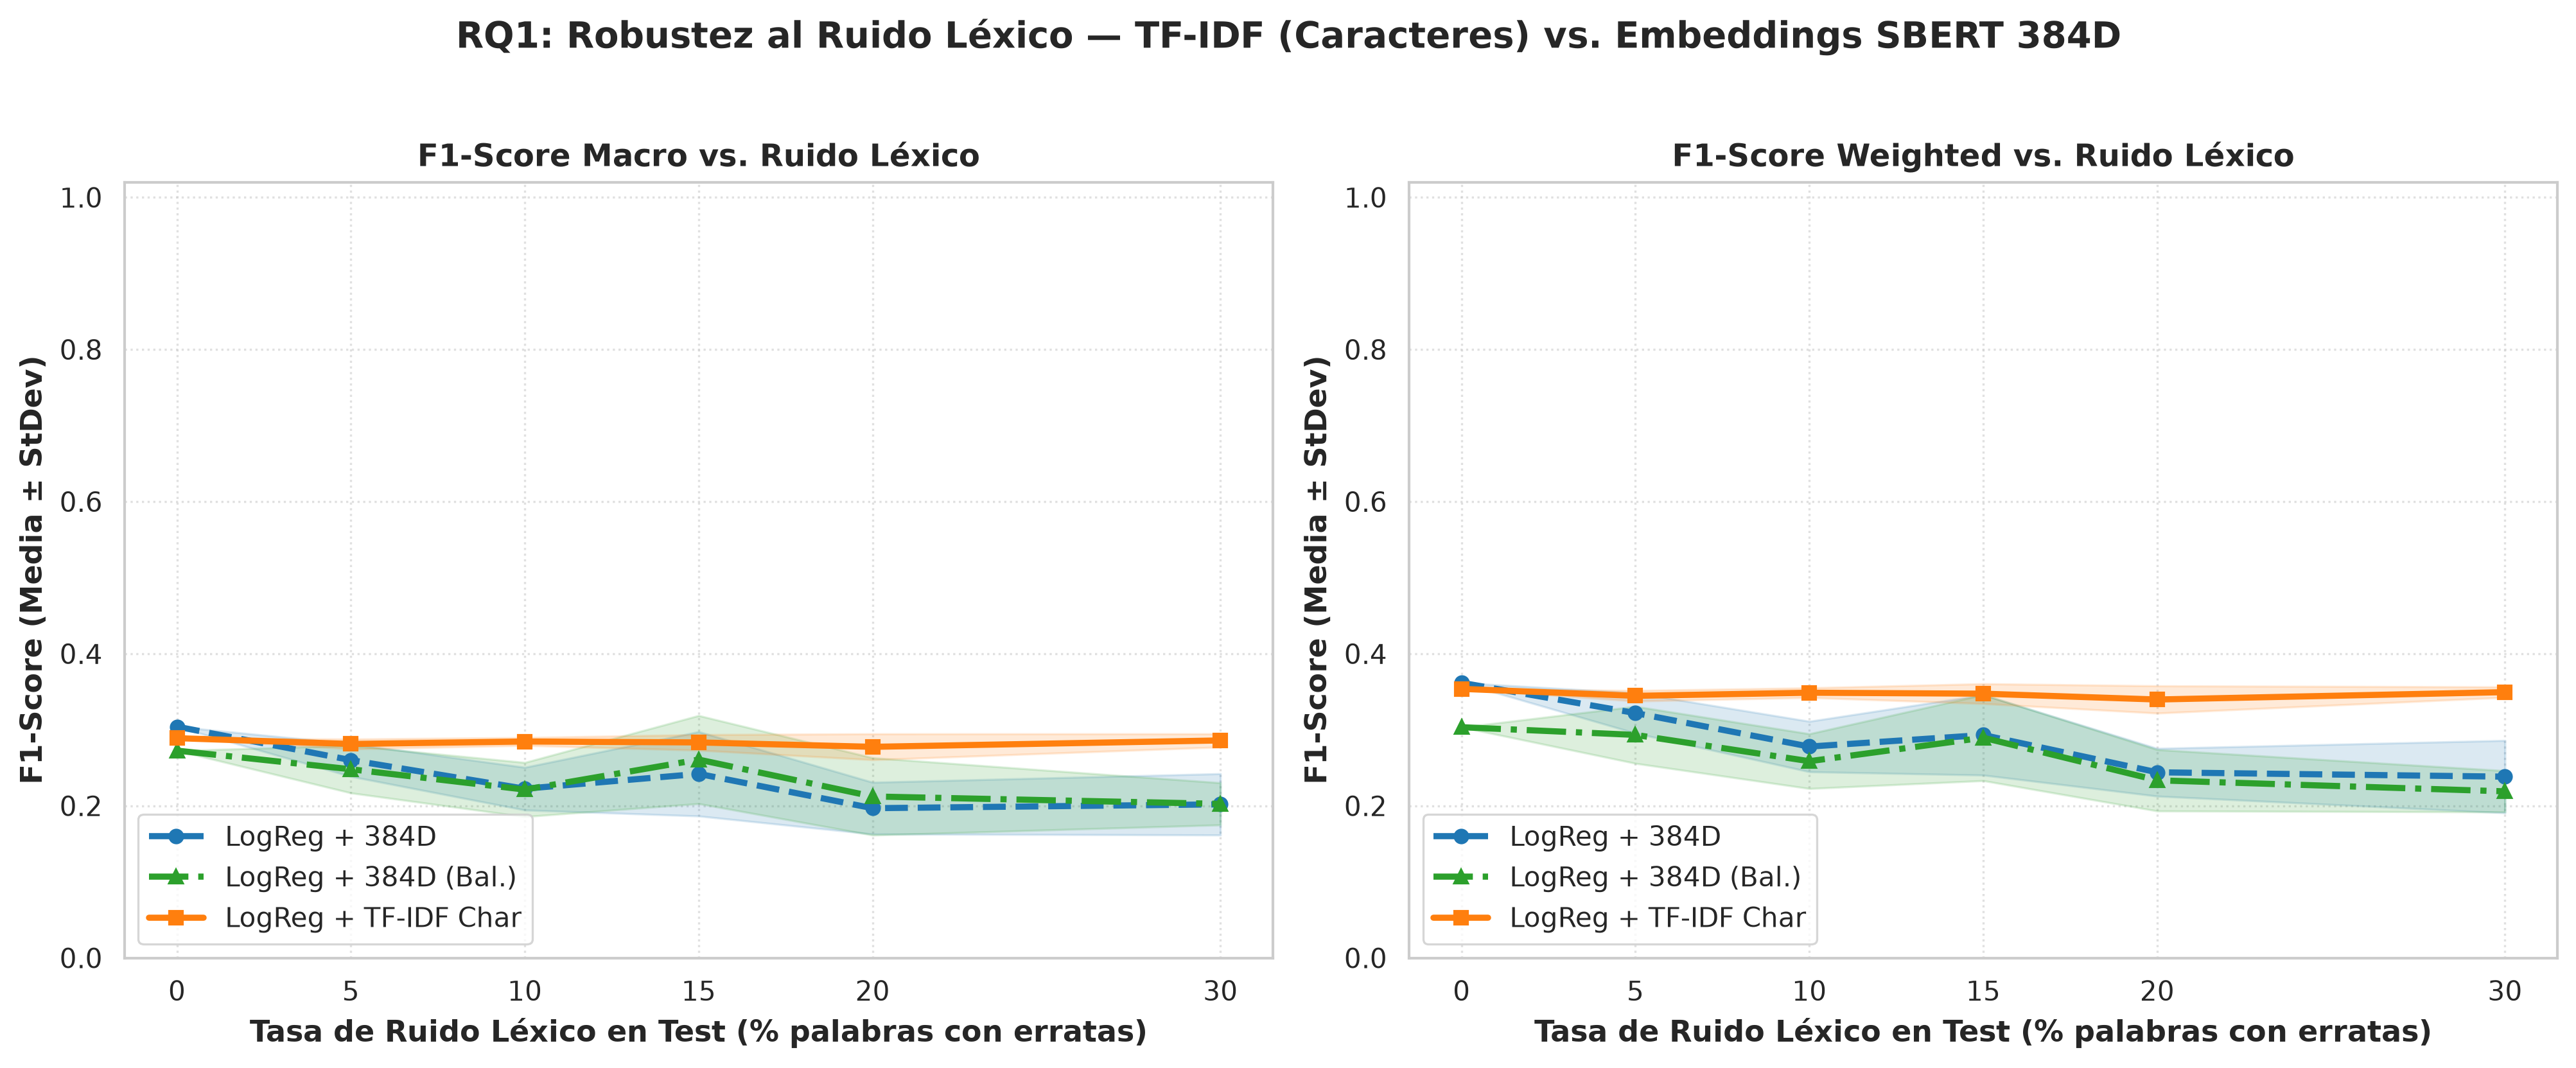 RQ1: Robustez al Ruido Léxico — TF-IDF (Caracteres) vs. Embeddings SBERT 384D
F1-Score Macro vs. Ruido Léxico
F1-Score (Media ± StDev)
1.0
0.8
0.6
0.4
0.2
0.0
LogReg + 384D
LogReg + 384D (Bal.)
LogReg + TF-IDF Char
0 5 10 15 20 30
Tasa de Ruido Léxico en Test (% palabras con erratas)
F1-Score Weighted vs. Ruido Léxico
F1-Score (Media ± StDev)
1.0
0.8
0.6
0.4
0.2
0.0
LogReg + 384D
LogReg + 384D (Bal.)
LogReg + TF-IDF Char
0 5 10 15 20 30
Tasa de Ruido Léxico en Test (% palabras con erratas)